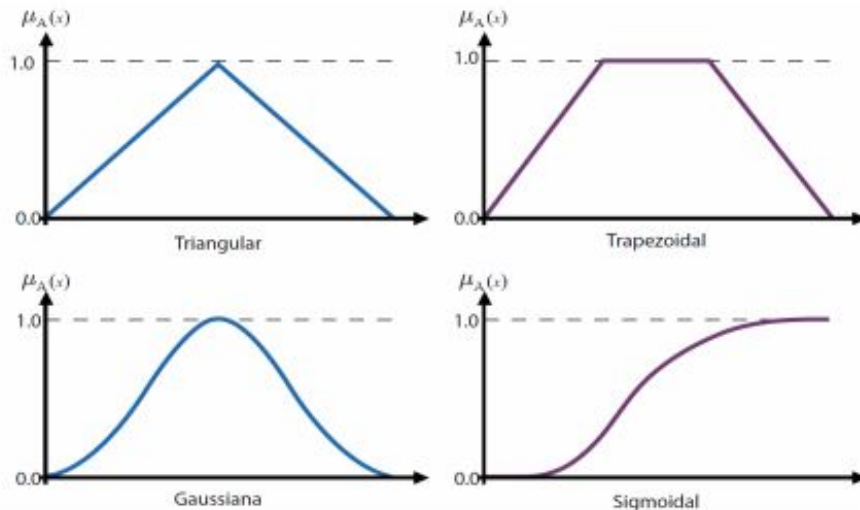 μA(x)
1.0
0.0
Triangular
μA(x)
1.0
0.0
Trapezoidal
μA(x)
1.0
0.0
Gaussiana
μA(x)
1.0
0.0
Sigmoidal